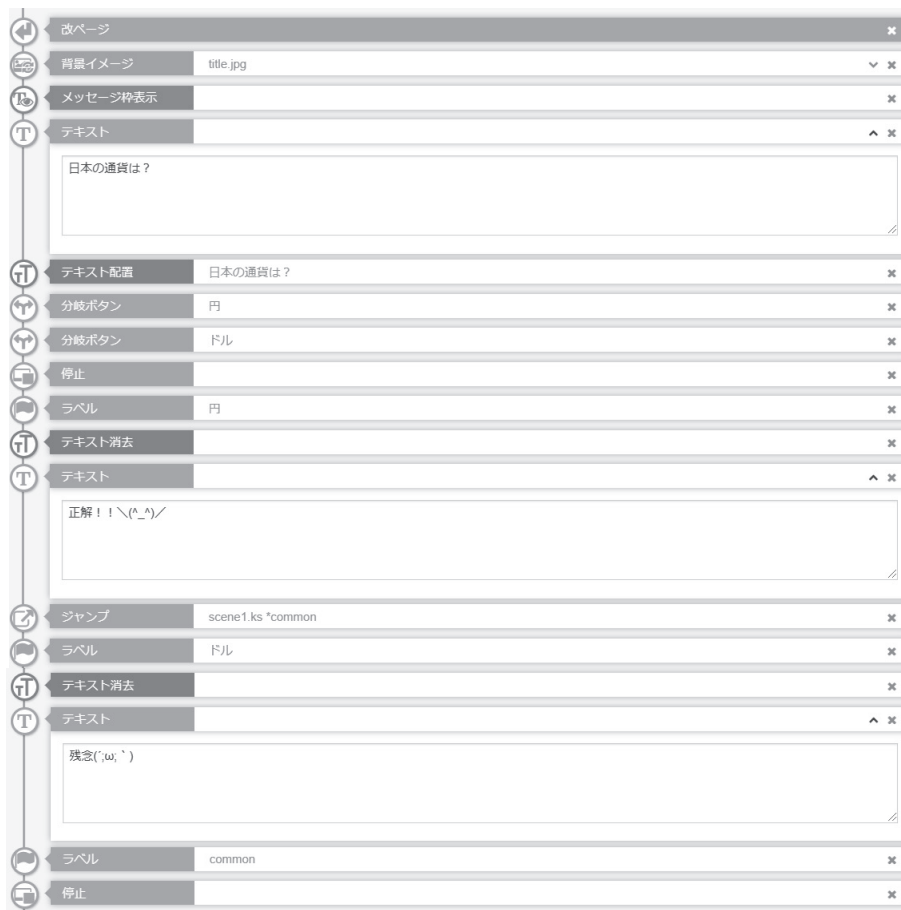 改ページ
背景イメージ title.jpg
メッセージ枠表示
テキスト
日本の通貨は？
テキスト配置 日本の通貨は？
分岐ボタン 円
分岐ボタン ドル
停止
ラベル 円
テキスト消去
テキスト
正解！！＼(^_^)／
ジャンプ scene1.ks *common
ラベル ドル
テキスト消去
テキスト
残念(´;ω;｀)
ラベル common
停止